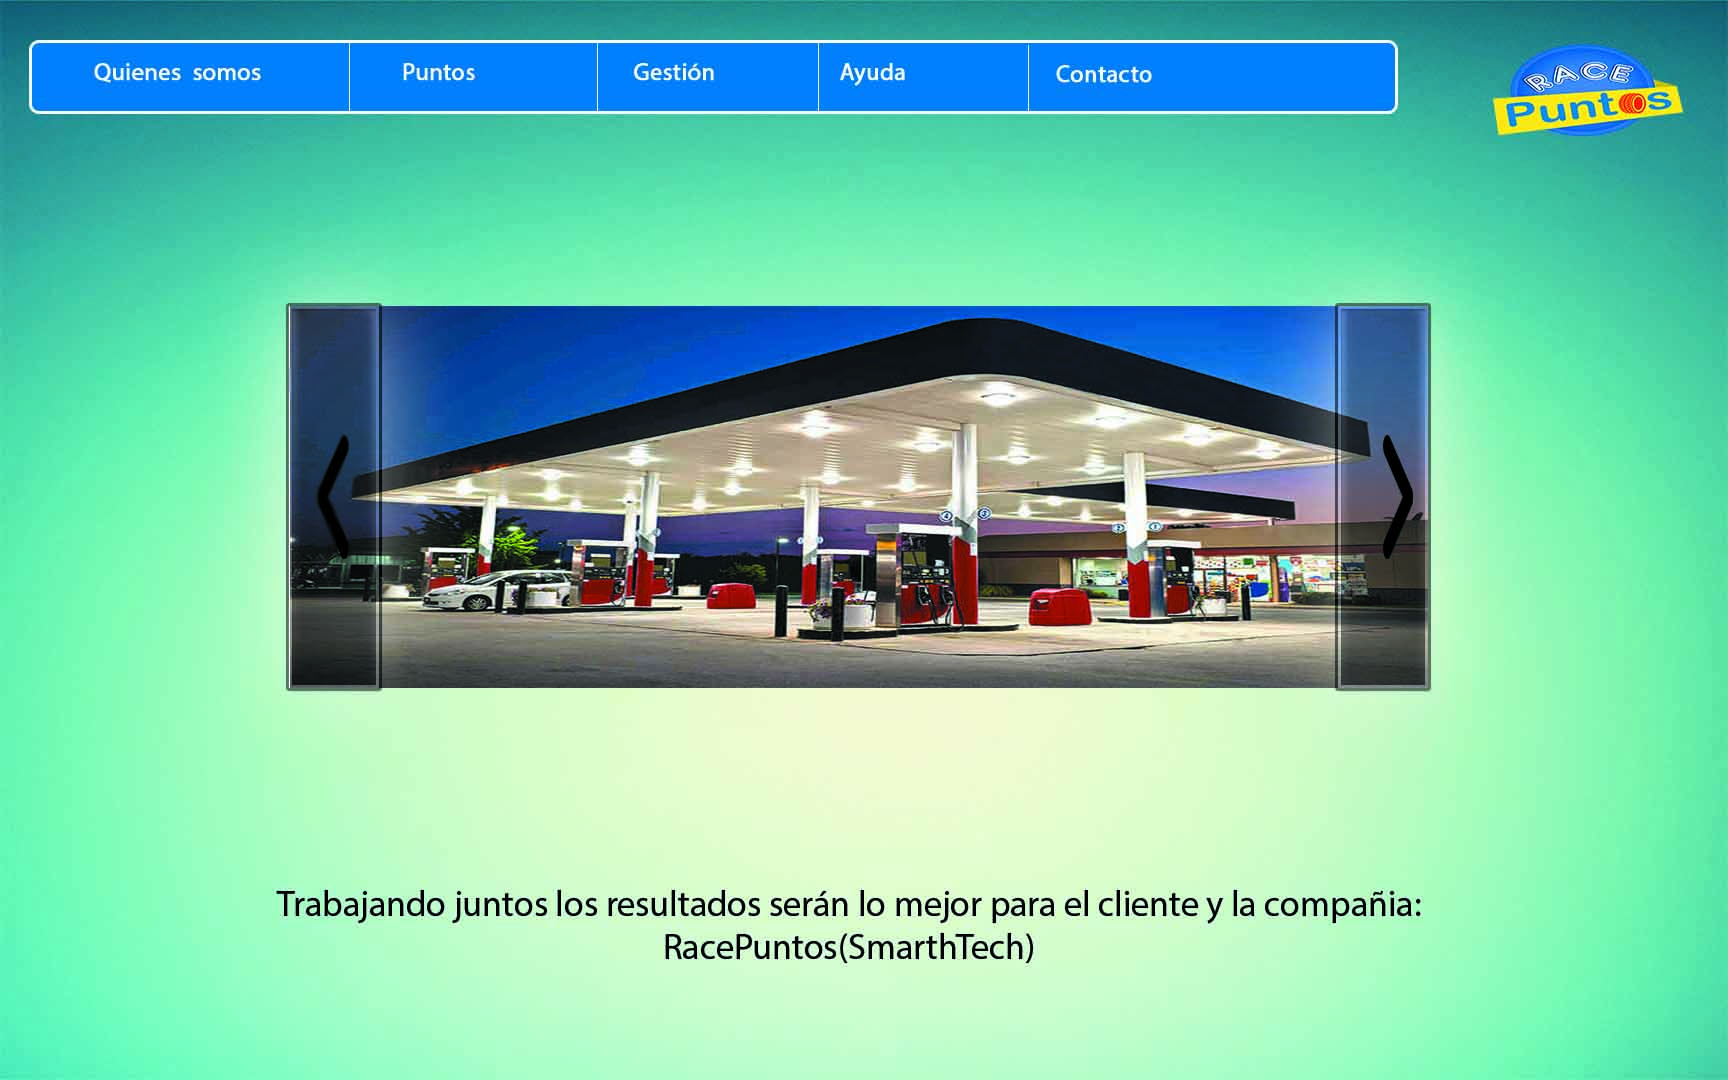 Quienes somos
Puntos
Gestión
Ayuda
Contacto
RACE
Puntos
Trabajando juntos los resultados serán lo mejor para el cliente y la compañia:
RacePuntos(SmarthTech)